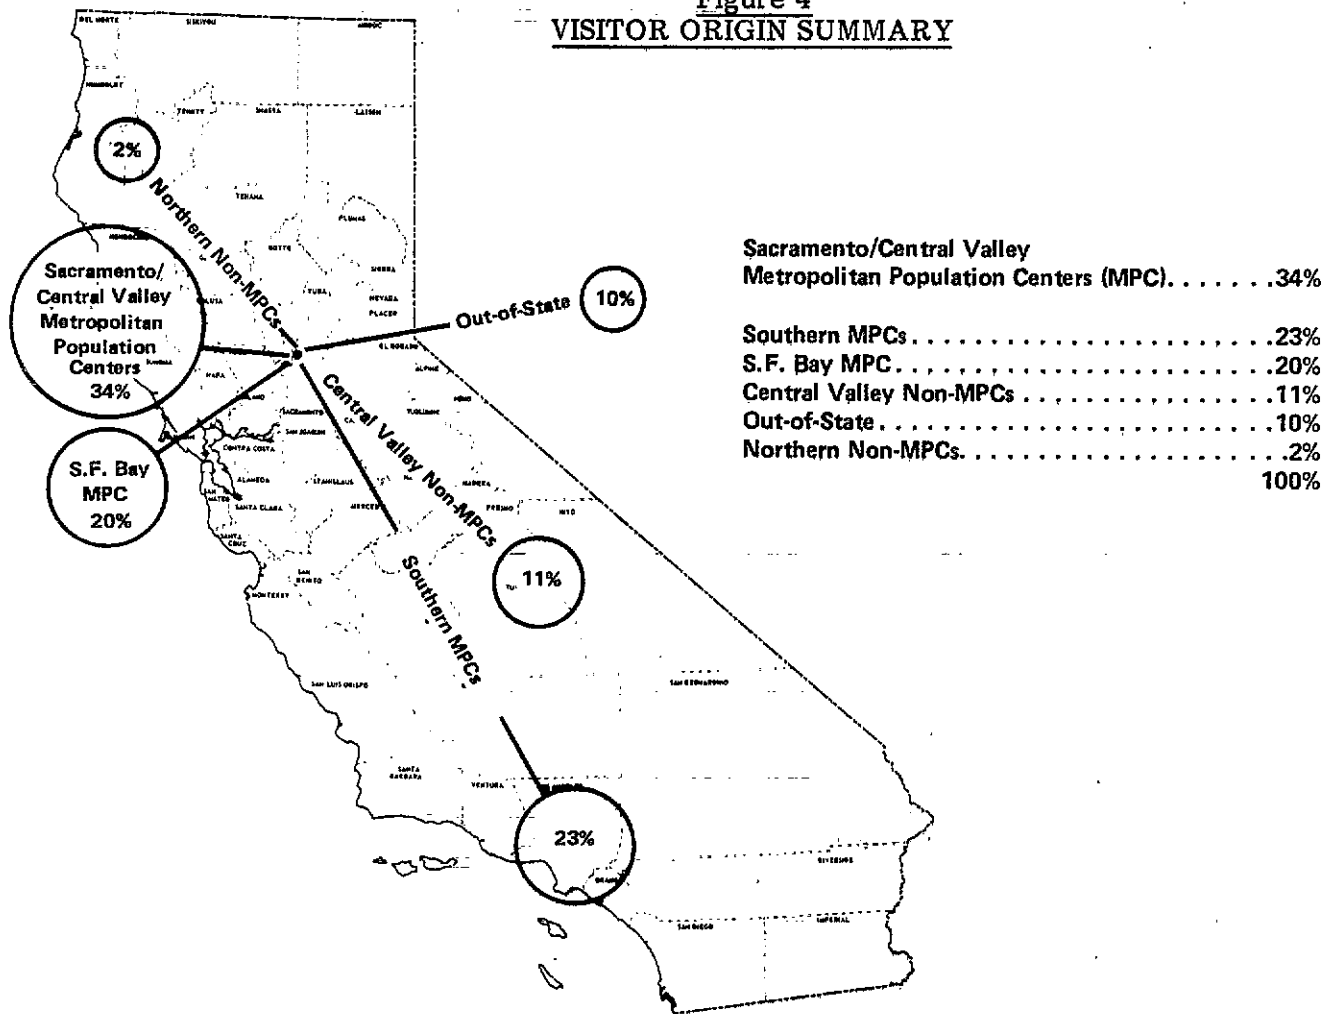 Figure 4
VISITOR ORIGIN SUMMARY
DEL NORTE
SISKIYOU
MODOC
HUMBOLDT
TRINITY
SHASTA
LASSEN
2%
Northern Non-MPCs
TEHAMA
PLUMAS
BUTTE
SIERRA
YUBA
NEVADA
PLACER
Sacramento/
Central Valley
Metropolitan
Population
Centers
34%
Out-of-State
10%
EL DORADO
ALPINE
NAPA
SACRAMENTO
SAN JOAQUIN
TUOLUMNE
MONO
CONTRA COSTA
ALAMEDA
STANISLAUS
MERCED
MADERA
FRESNO
INYO
S.F. Bay
MPC
20%
SAN
MATEO
SANTA CLARA
SANTA
CRUZ
SAN
BENITO
MONTEREY
Central Valley Non-MPCs
11%
Southern MPCs
SAN LUIS OBISPO
SAN BERNARDINO
SANTA
BARBARA
VENTURA
23%
RIVERSIDE
SAN DIEGO
IMPERIAL
Sacramento/Central Valley
Metropolitan Population Centers (MPC).......34%
Southern MPCs..........................23%
S.F. Bay MPC...........................20%
Central Valley Non-MPCs..................11%
Out-of-State............................10%
Northern Non-MPCs.......................2%
100%